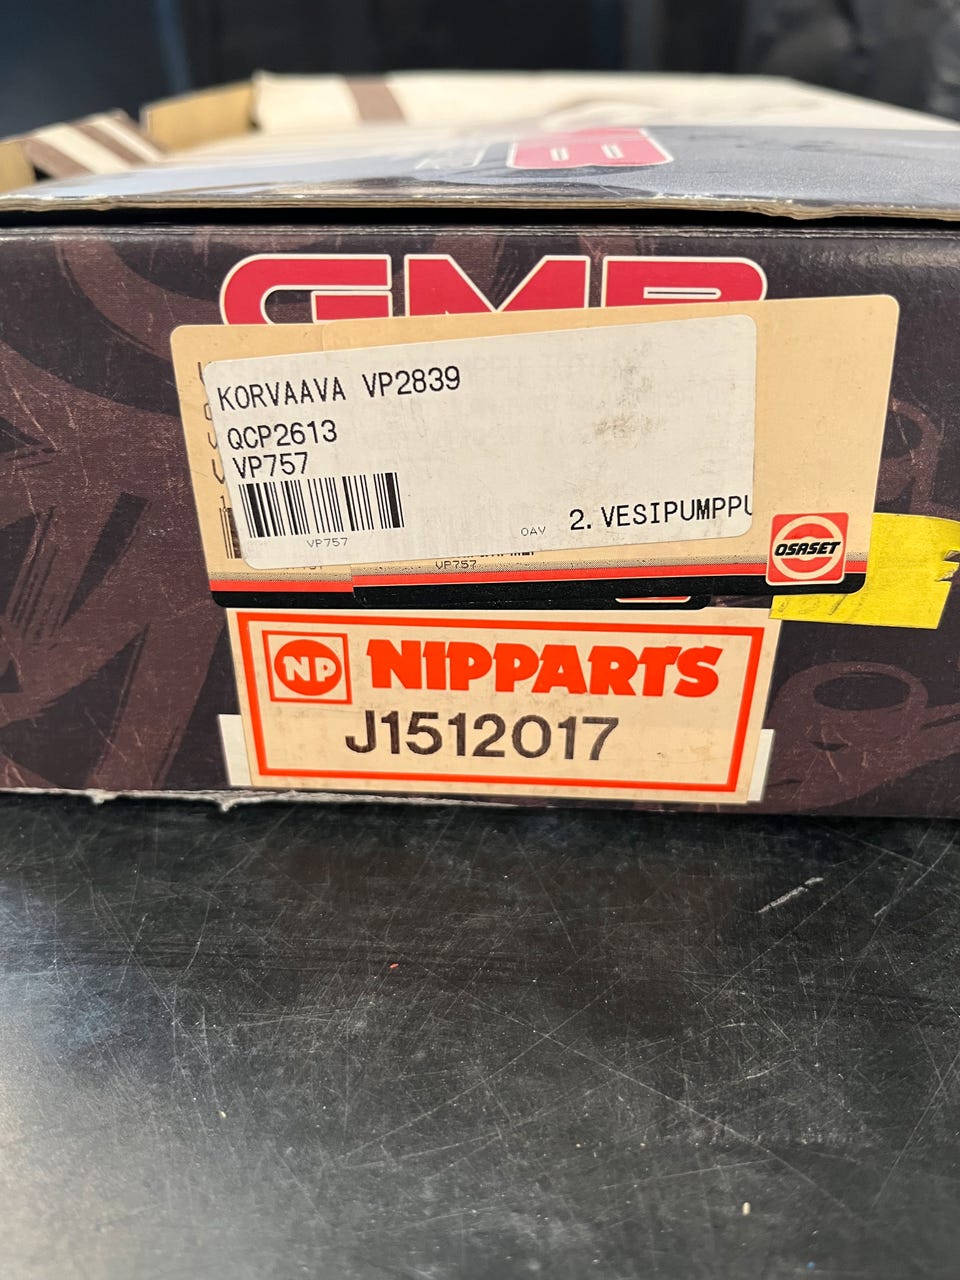 GMB
KORVAAVA VP2839
QCP2613
VP757
VP757
OAV 2. VESIPUMPPU
OSASET
VP757
NP NIPPARTS
J1512017